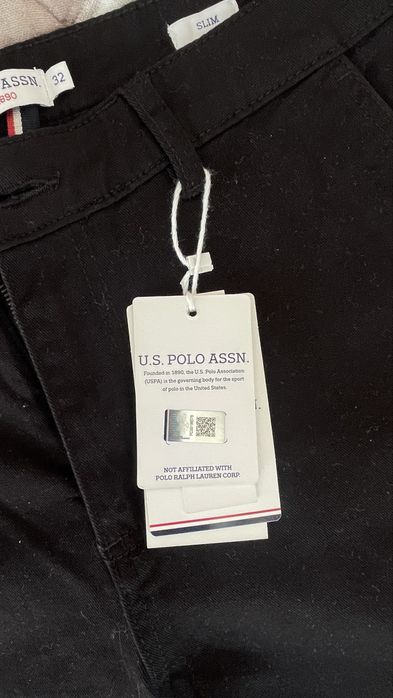 SLIM
ASSN. 32
890
U.S. POLO ASSN.
Founded in 1890, the U.S. Polo Association
(USPA) is the governing body for the sport
of polo in the United States.
NOT AFFILIATED WITH
POLO RALPH LAUREN CORP.